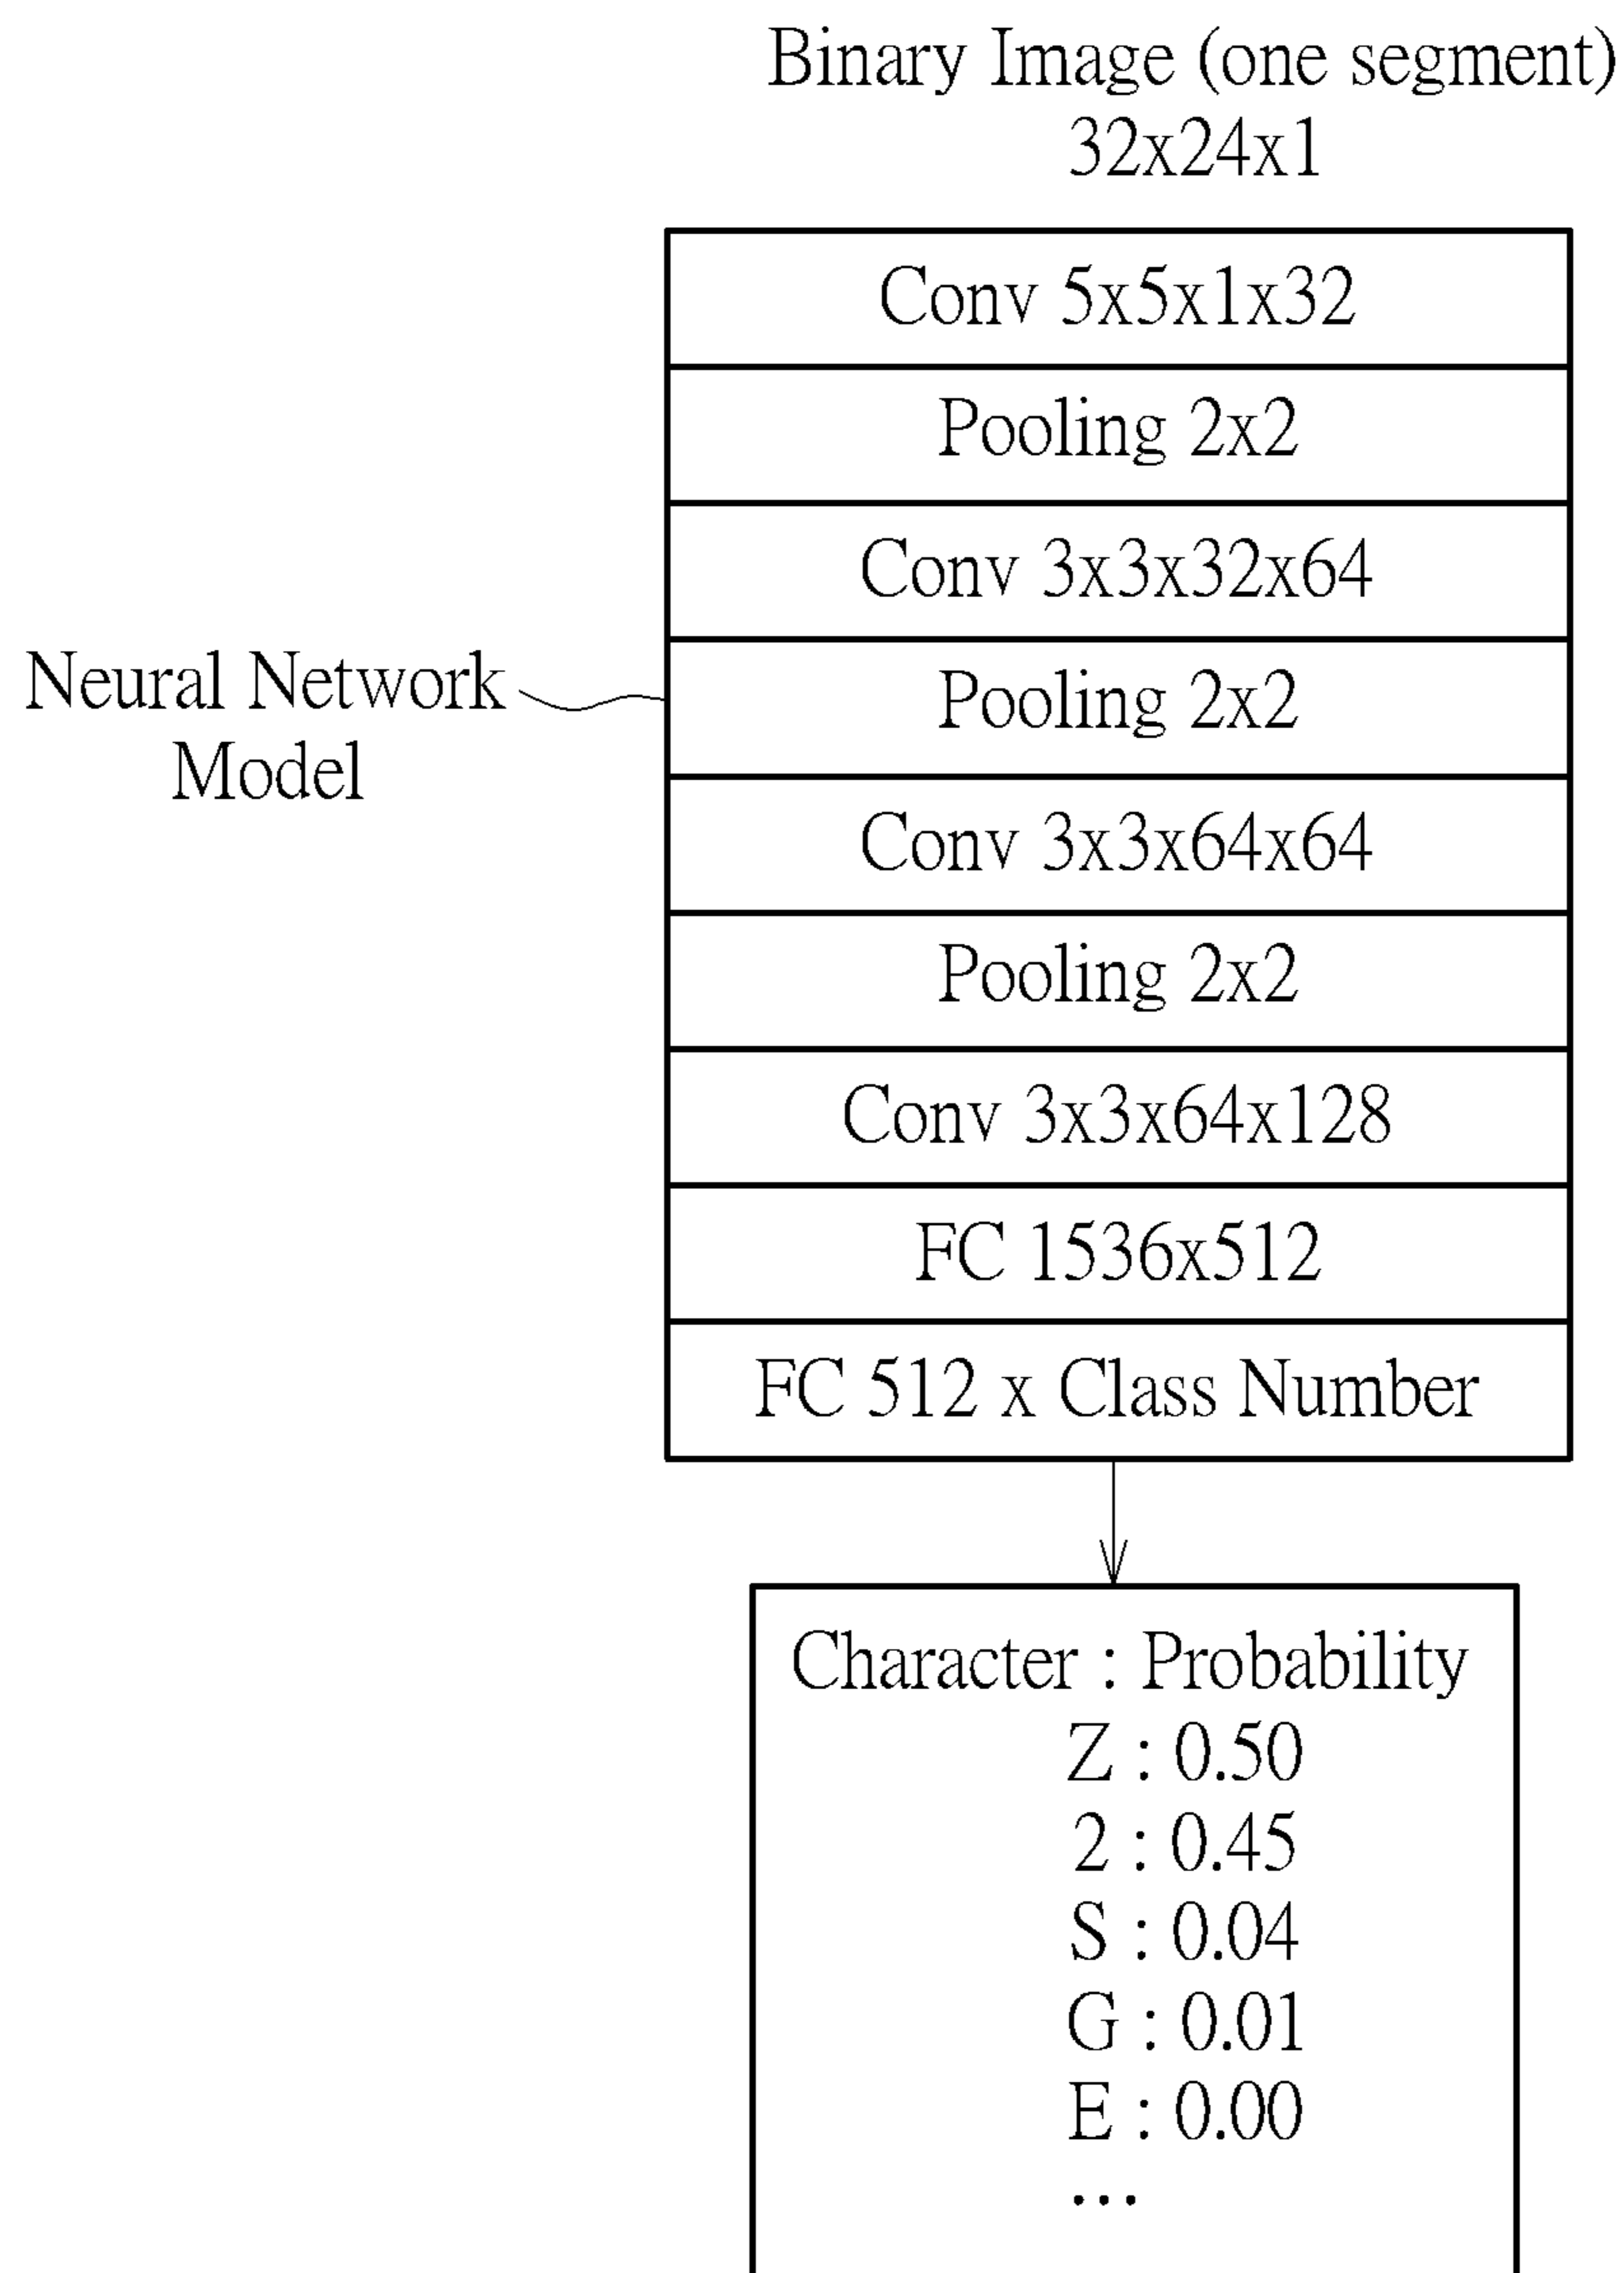 Binary Image (one segment)
32x24x1
Conv 5x5x1x32
Pooling 2x2
Conv 3x3x32x64
Neural Network
Model
Pooling 2x2
Conv 3x3x64x64
Pooling 2x2
Conv 3x3x64x128
FC 1536x512
FC 512 x Class Number
Character : Probability
Z : 0.50
2 : 0.45
S : 0.04
G : 0.01
E : 0.00
...